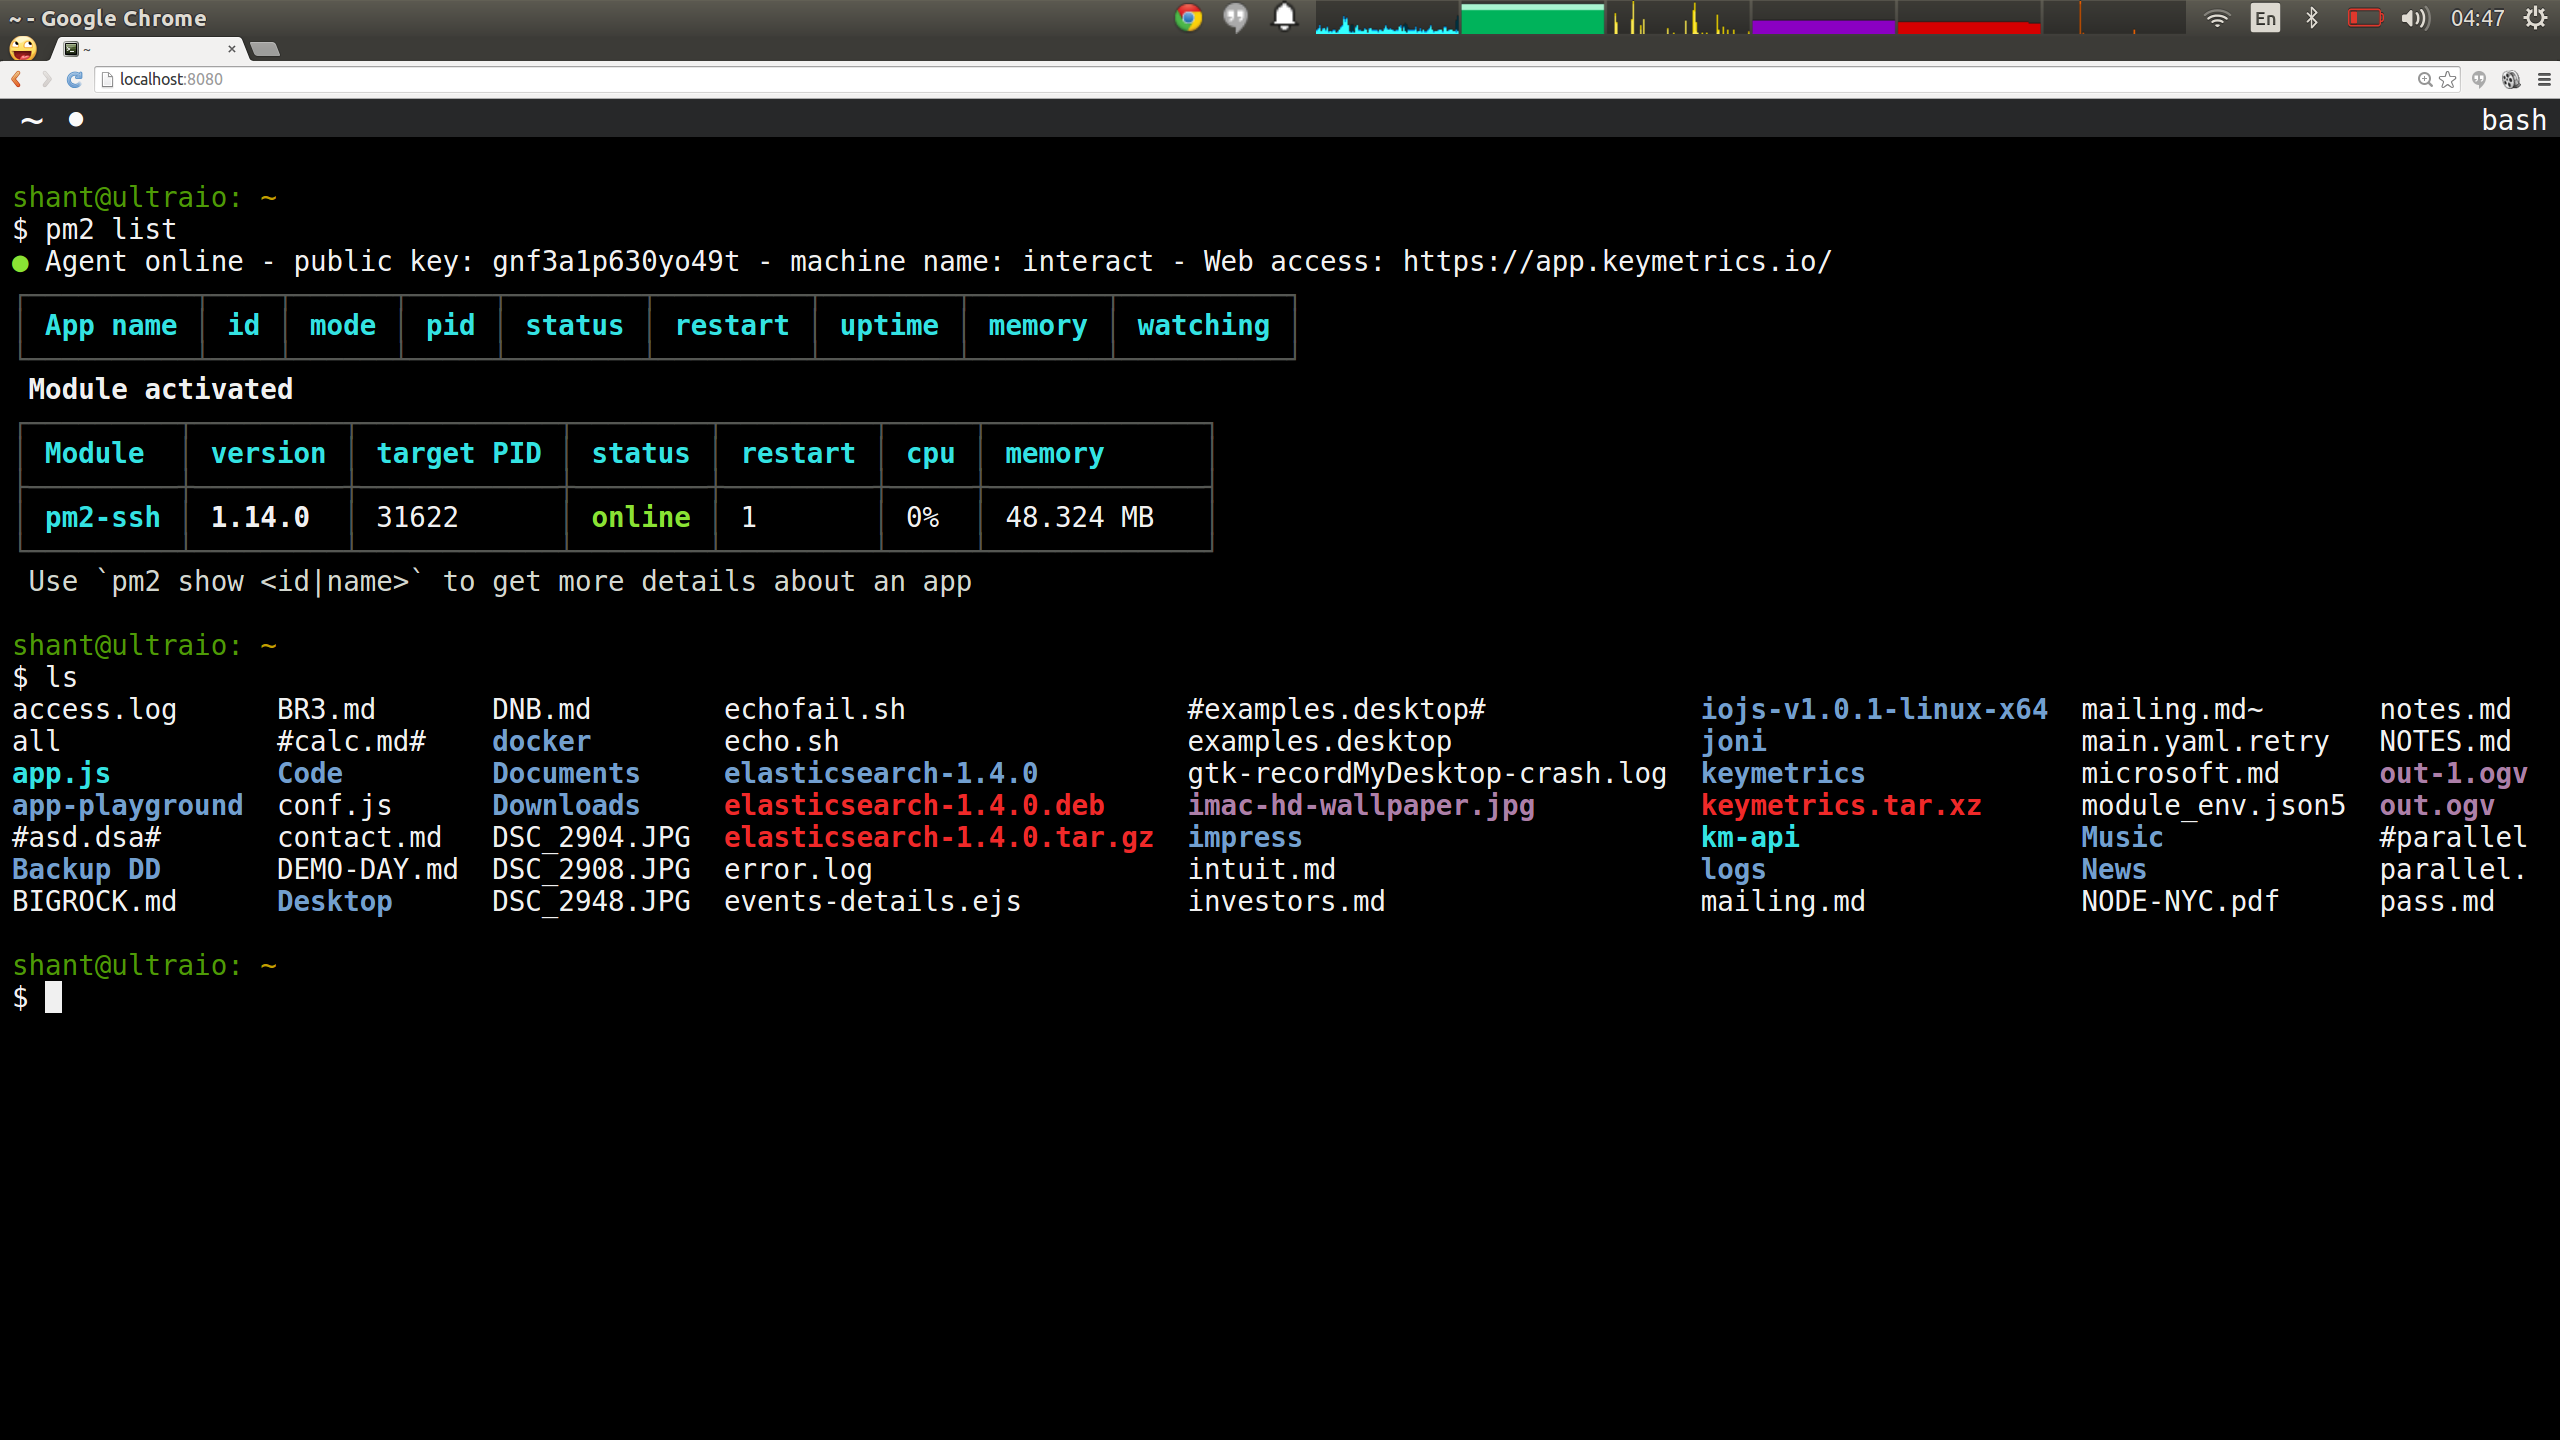 ~ - Google Chrome
En
04:47
~
localhost:8080
~ ● bash
shant@ultraio: ~
$ pm2 list
● Agent online - public key: gnf3a1p630yo49t - machine name: interact - Web access: https://app.keymetrics.io/
App name id mode pid status restart uptime memory watching
Module activated
Module version target PID status restart cpu memory
pm2-ssh 1.14.0 31622 online 1 0% 48.324 MB
Use `pm2 show <id|name>` to get more details about an app
shant@ultraio: ~
$ ls
access.log BR3.md DNB.md echofail.sh #examples.desktop# iojs-v1.0.1-linux-x64 mailing.md~ notes.md
all #calc.md# docker echo.sh examples.desktop joni main.yaml.retry NOTES.md
app.js Code Documents elasticsearch-1.4.0 gtk-recordMyDesktop-crash.log keymetrics microsoft.md out-1.ogv
app-playground conf.js Downloads elasticsearch-1.4.0.deb imac-hd-wallpaper.jpg keymetrics.tar.xz module_env.json5 out.ogv
#asd.dsa# contact.md DSC_2904.JPG elasticsearch-1.4.0.tar.gz impress km-api Music #parallel
Backup DD DEMO-DAY.md DSC_2908.JPG error.log intuit.md logs News parallel.
BIGROCK.md Desktop DSC_2948.JPG events-details.ejs investors.md mailing.md NODE-NYC.pdf pass.md
shant@ultraio: ~
$